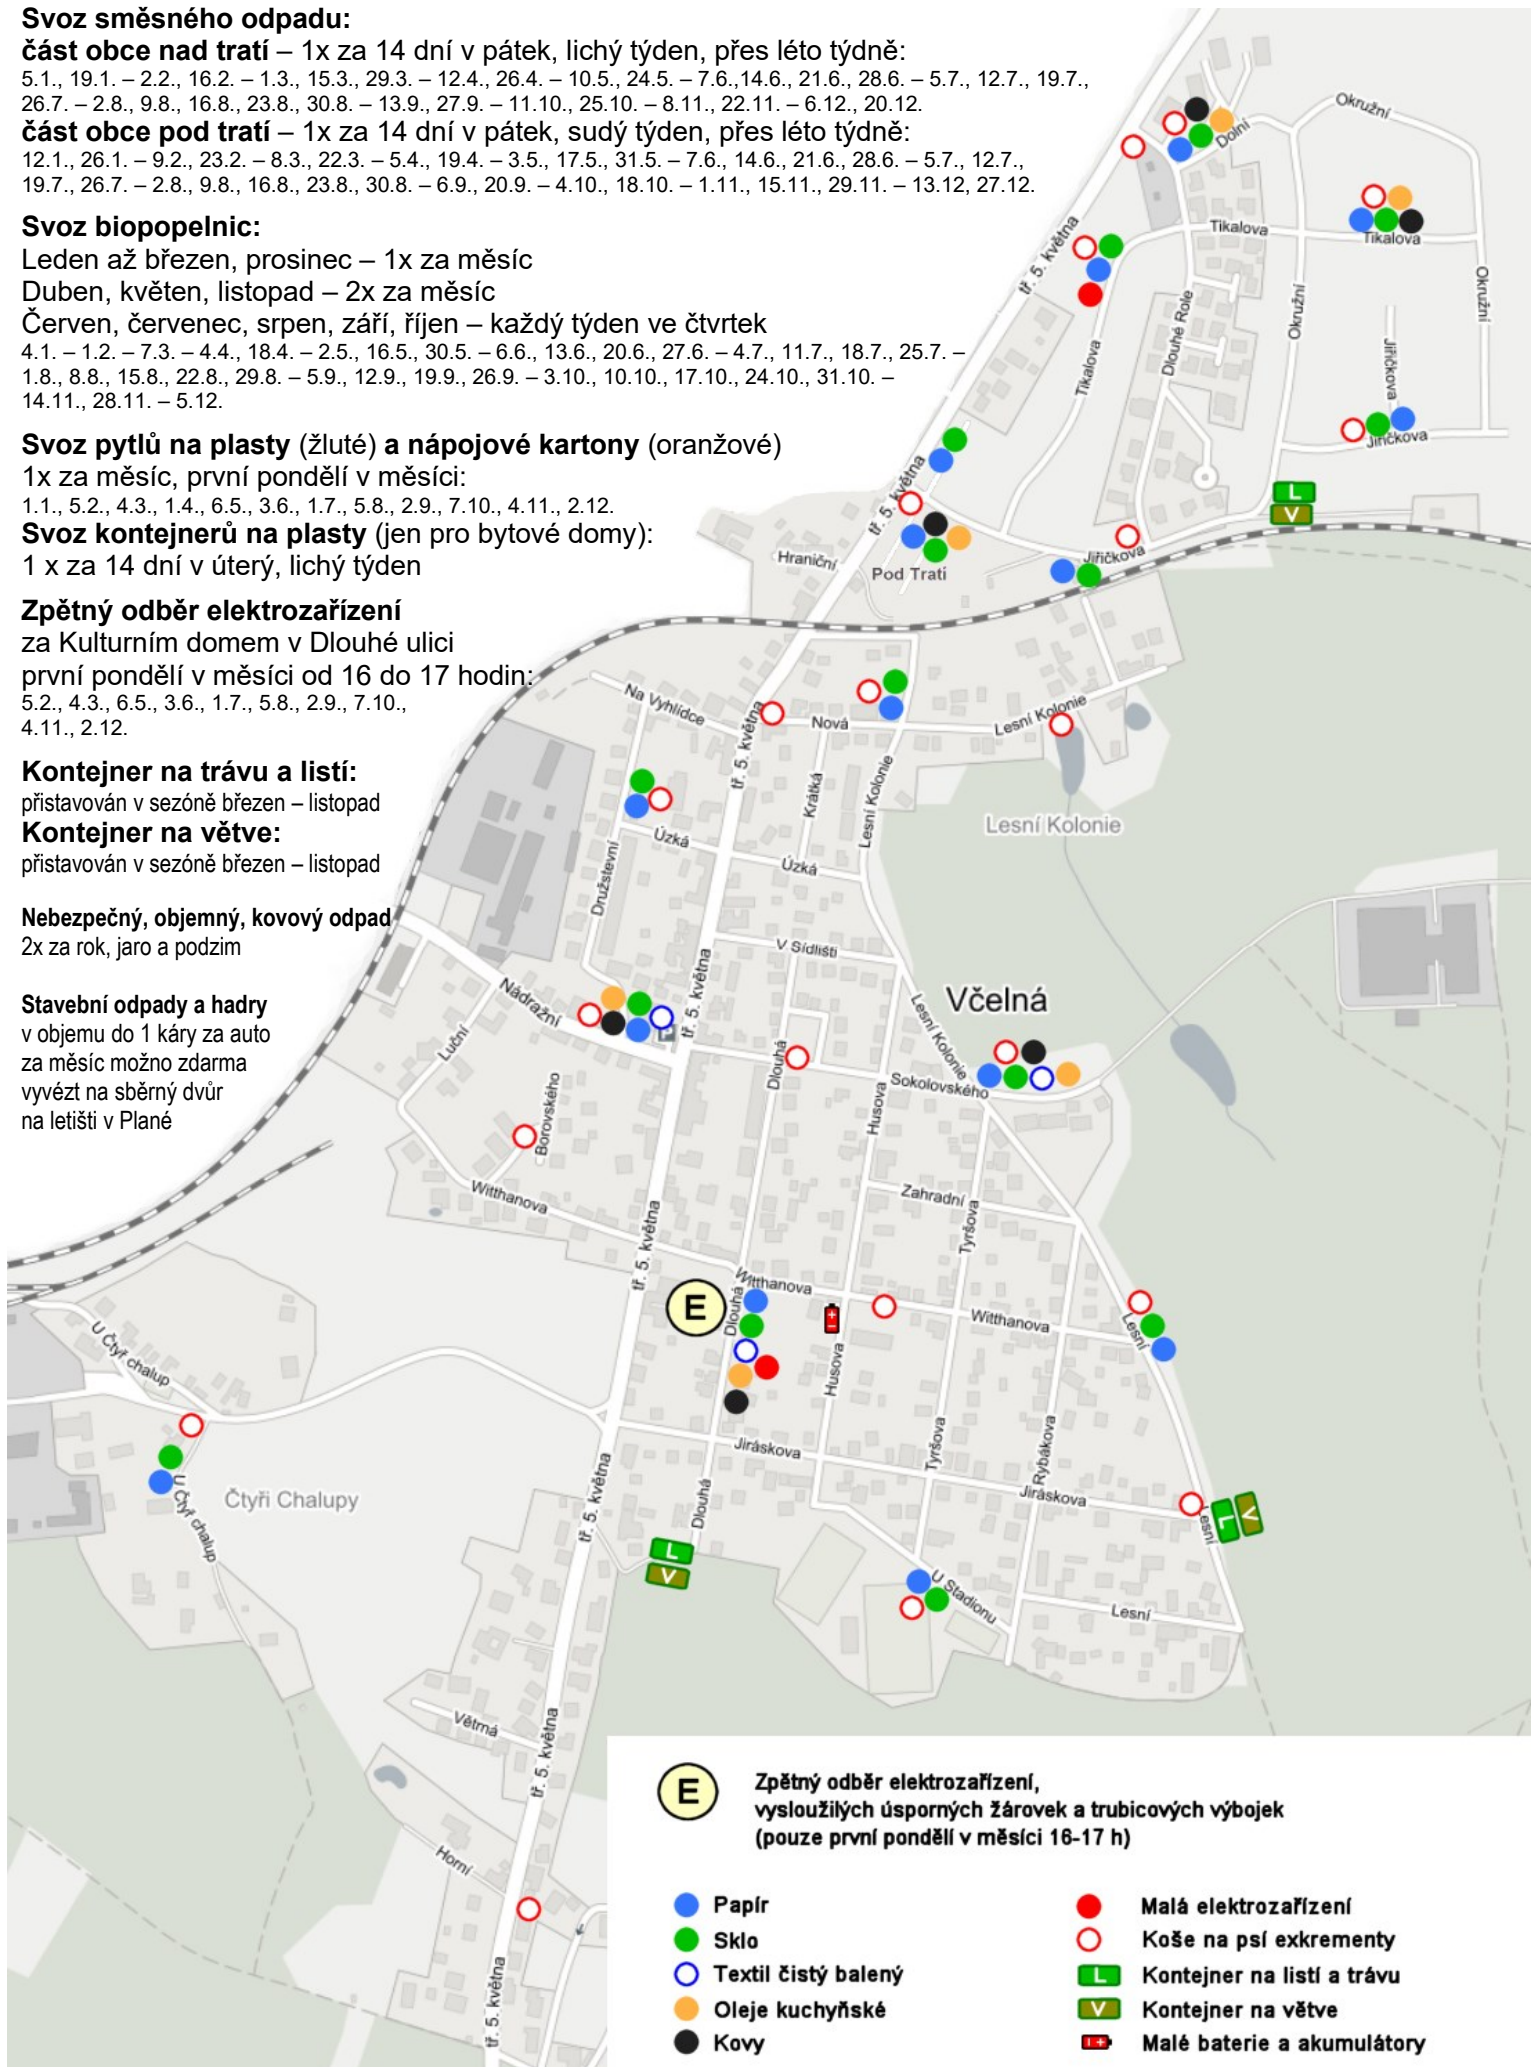 Svoz směsného odpadu:
část obce nad tratí – 1x za 14 dní v pátek, lichý týden, přes léto týdně:
5.1., 19.1. – 2.2., 16.2. – 1.3., 15.3., 29.3. – 12.4., 26.4. – 10.5., 24.5. – 7.6.,14.6., 21.6., 28.6. – 5.7., 12.7., 19.7.,
26.7. – 2.8., 9.8., 16.8., 23.8., 30.8. – 13.9., 27.9. – 11.10., 25.10. – 8.11., 22.11. – 6.12., 20.12.
část obce pod tratí – 1x za 14 dní v pátek, sudý týden, přes léto týdně:
12.1., 26.1. – 9.2., 23.2. – 8.3., 22.3. – 5.4., 19.4. – 3.5., 17.5., 31.5. – 7.6., 14.6., 21.6., 28.6. – 5.7., 12.7.,
19.7., 26.7. – 2.8., 9.8., 16.8., 23.8., 30.8. – 6.9., 20.9. – 4.10., 18.10. – 1.11., 15.11., 29.11. – 13.12, 27.12.
Svoz biopopelnic:
Leden až březen, prosinec – 1x za měsíc
Duben, květen, listopad – 2x za měsíc
Červen, červenec, srpen, září, říjen – každý týden ve čtvrtek
4.1. – 1.2. – 7.3. – 4.4., 18.4. – 2.5., 16.5., 30.5. – 6.6., 13.6., 20.6., 27.6. – 4.7., 11.7., 18.7., 25.7. –
1.8., 8.8., 15.8., 22.8., 29.8. – 5.9., 12.9., 19.9., 26.9. – 3.10., 10.10., 17.10., 24.10., 31.10. –
14.11., 28.11. – 5.12.
Svoz pytlů na plasty (žluté) a nápojové kartony (oranžové)
1x za měsíc, první pondělí v měsíci:
1.1., 5.2., 4.3., 1.4., 6.5., 3.6., 1.7., 5.8., 2.9., 7.10., 4.11., 2.12.
Svoz kontejnerů na plasty (jen pro bytové domy):
1 x za 14 dní v úterý, lichý týden
Zpětný odběr elektrozařízení
za Kulturním domem v Dlouhé ulici
první pondělí v měsíci od 16 do 17 hodin:
5.2., 4.3., 6.5., 3.6., 1.7., 5.8., 2.9., 7.10.,
4.11., 2.12.
Kontejner na trávu a listí:
přistavován v sezóně březen – listopad
Kontejner na větve:
přistavován v sezóně březen – listopad
Nebezpečný, objemný, kovový odpad
2x za rok, jaro a podzim
Stavební odpady a hadry
v objemu do 1 káry za auto
za měsíc možno zdarma
vyvézt na sběrný dvůr
na letišti v Plané
Okružní
Dolní
Tikalova
Tikalova
tř. 5. května
Okružní
Okružní
Dlouhé Role
Jiřičkova
Tikalova
Jiřičkova
tř. 5. května
L
V
Hraniční
Pod Tratí
Jiřičkova
Na Vyhlídce
tř. 5. května
Nová
Lesní Kolonie
Krátká
Lesní Kolonie
Lesní Kolonie
Úzká
Úzká
Družstevní
V Sídlišti
tř. 5. května
Nádražní
P
Luční
Včelná
Lesní Kolonie
Dlouhá
Sokolovského
Husova
Borovského
Witthanova
Zahradní
Tyršova
tř. 5. května
Witthanova
E
Dlouhá
Witthanova
Lesní
Husova
U Čtyř chalup
Jiráskova
Tyršova
Rybákova
Jiráskova
Čtyři Chalupy
U Čtyř chalup
tř. 5. května
Dlouhá
Lesní
L
V
L
V
U Stadionu
Lesní
Větrná
tř. 5. května
Horní
tř. 5. května
E
Zpětný odběr elektrozařízení,
vysloužilých úsporných žárovek a trubicových výbojek
(pouze první pondělí v měsíci 16-17 h)
Papír
Sklo
Textil čistý balený
Oleje kuchyňské
Kovy
Malá elektrozařízení
Koše na psí exkrementy
L Kontejner na listí a trávu
V Kontejner na větve
Malé baterie a akumulátory